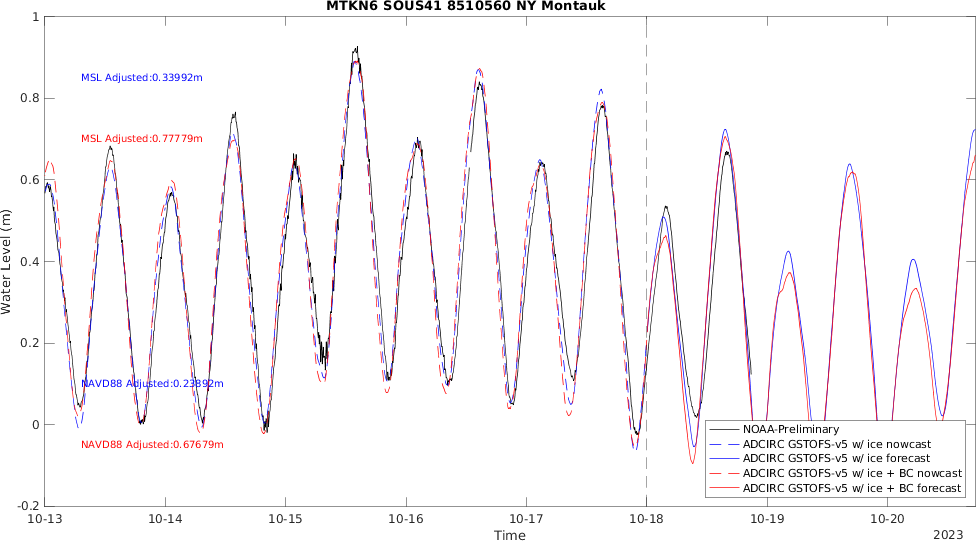 MTKN6 SOUS41 8510560 NY Montauk
1
0.8
0.6
0.4
0.2
0
-0.2
Water Level (m)
MSL Adjusted:0.33992m
MSL Adjusted:0.77779m
NAVD88 Adjusted:0.23892m
NAVD88 Adjusted:0.67679m
NOAA-Preliminary
ADCIRC GSTOFS-v5 w/ ice nowcast
ADCIRC GSTOFS-v5 w/ ice forecast
ADCIRC GSTOFS-v5 w/ ice + BC nowcast
ADCIRC GSTOFS-v5 w/ ice + BC forecast
10-13 10-14 10-15 10-16 10-17 10-18 10-19 10-20
Time
2023